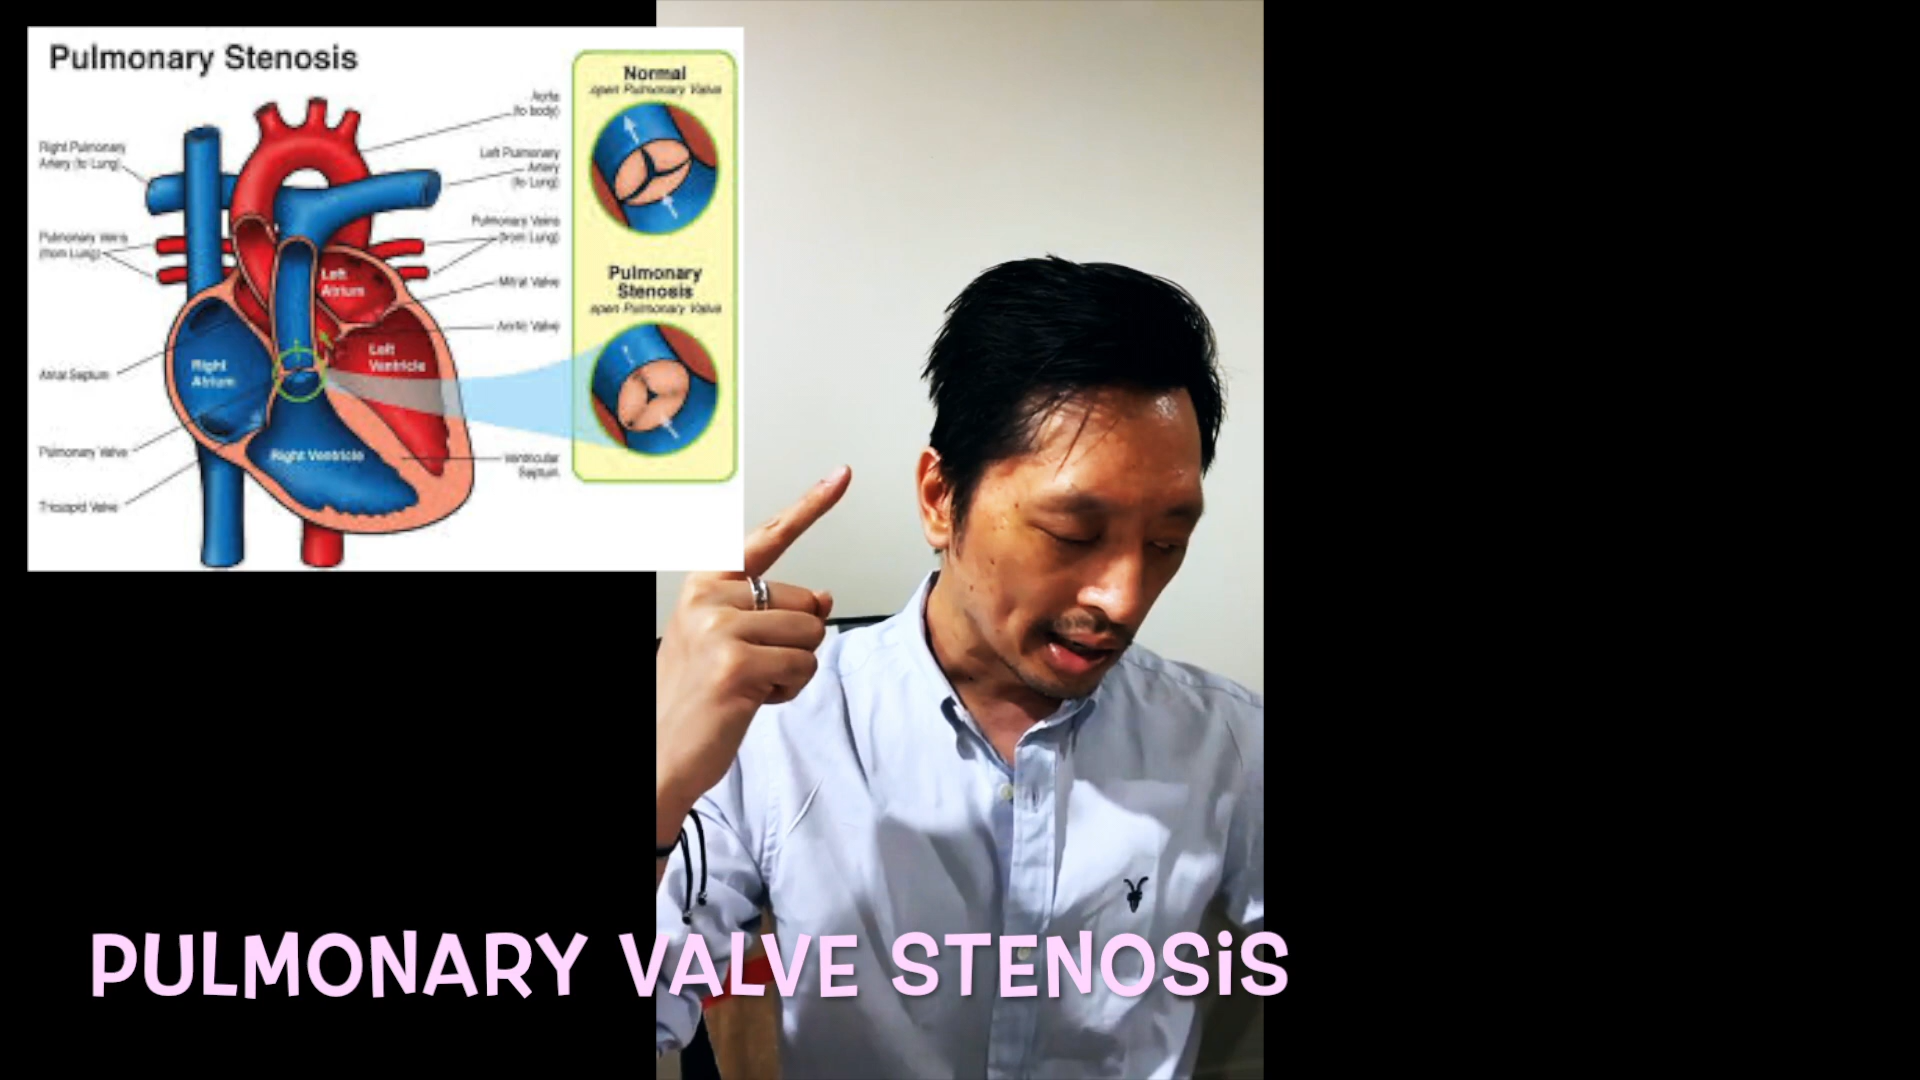 Pulmonary Stenosis
Normal
open Pulmonary Valve
Aorta
(to body)
Right Pulmonary
Artery (to Lung)
Left Pulmonary
Artery
(to Lung)
Pulmonary Veins
(from Lung)
Pulmonary Veins
(from Lung)
Left
Atrium
Mitral Valve
Pulmonary
Stenosis
open Pulmonary Valve
Aortic Valve
Left
Ventricle
Right
Atrium
Atrial Septum
Pulmonary Valve
Right Ventricle
Ventricular
Septum
Tricuspid Valve
PULMONARY VALVE STENOSiS